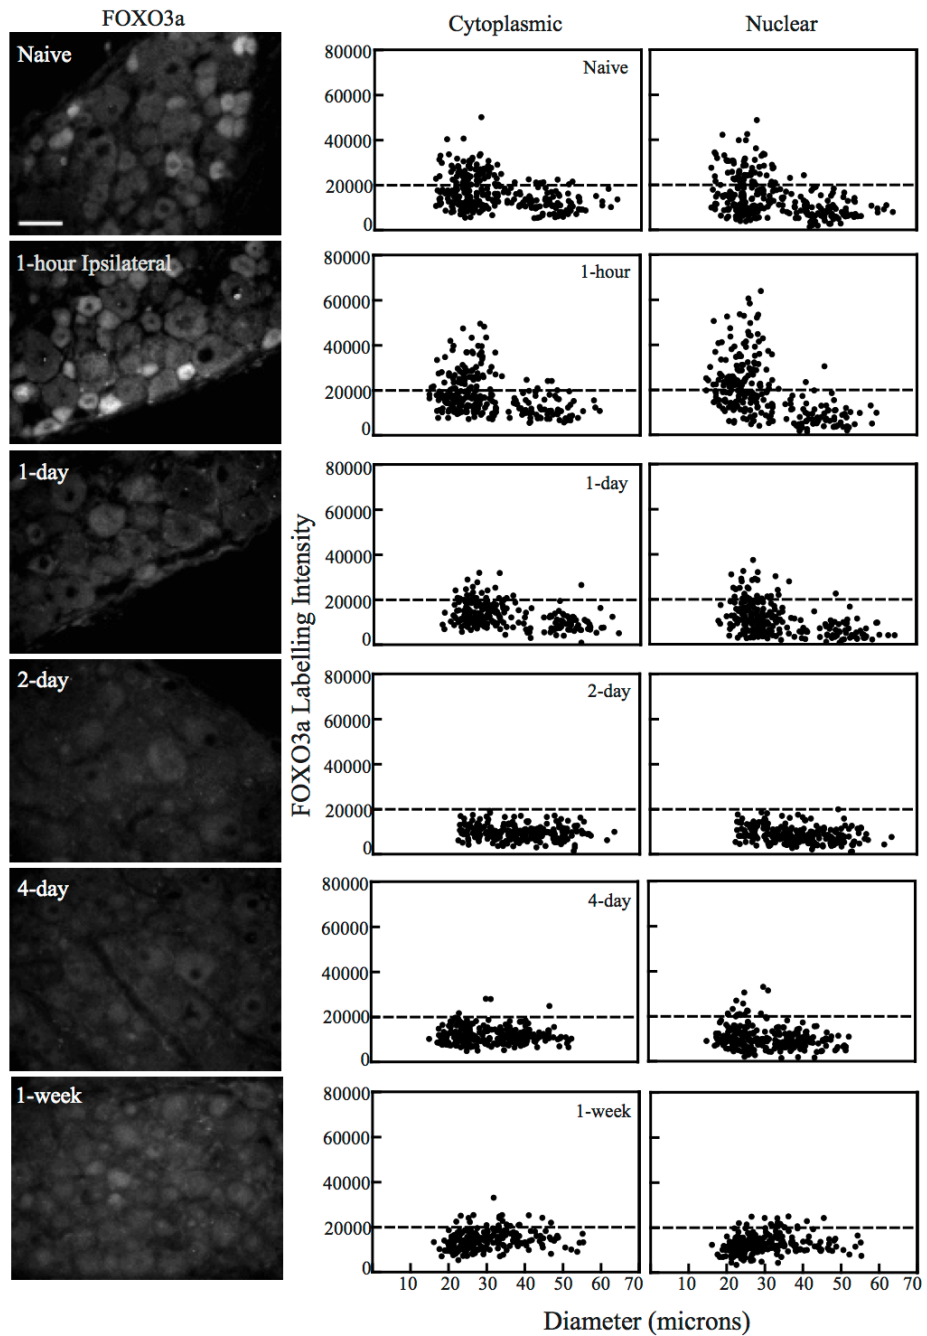 FOXO3a
Cytoplasmic
Nuclear
Naive
80000
60000
40000
20000
0
Naive
1-hour Ipsilateral
80000
60000
40000
20000
0
1-hour
1-day
80000
60000
40000
20000
0
1-day
2-day
80000
60000
40000
20000
0
2-day
4-day
80000
60000
40000
20000
0
4-day
1-week
80000
60000
40000
20000
0
1-week
FOXO3a Labelling Intensity
10 20 30 40 50 60 70
10 20 30 40 50 60 70
Diameter (microns)